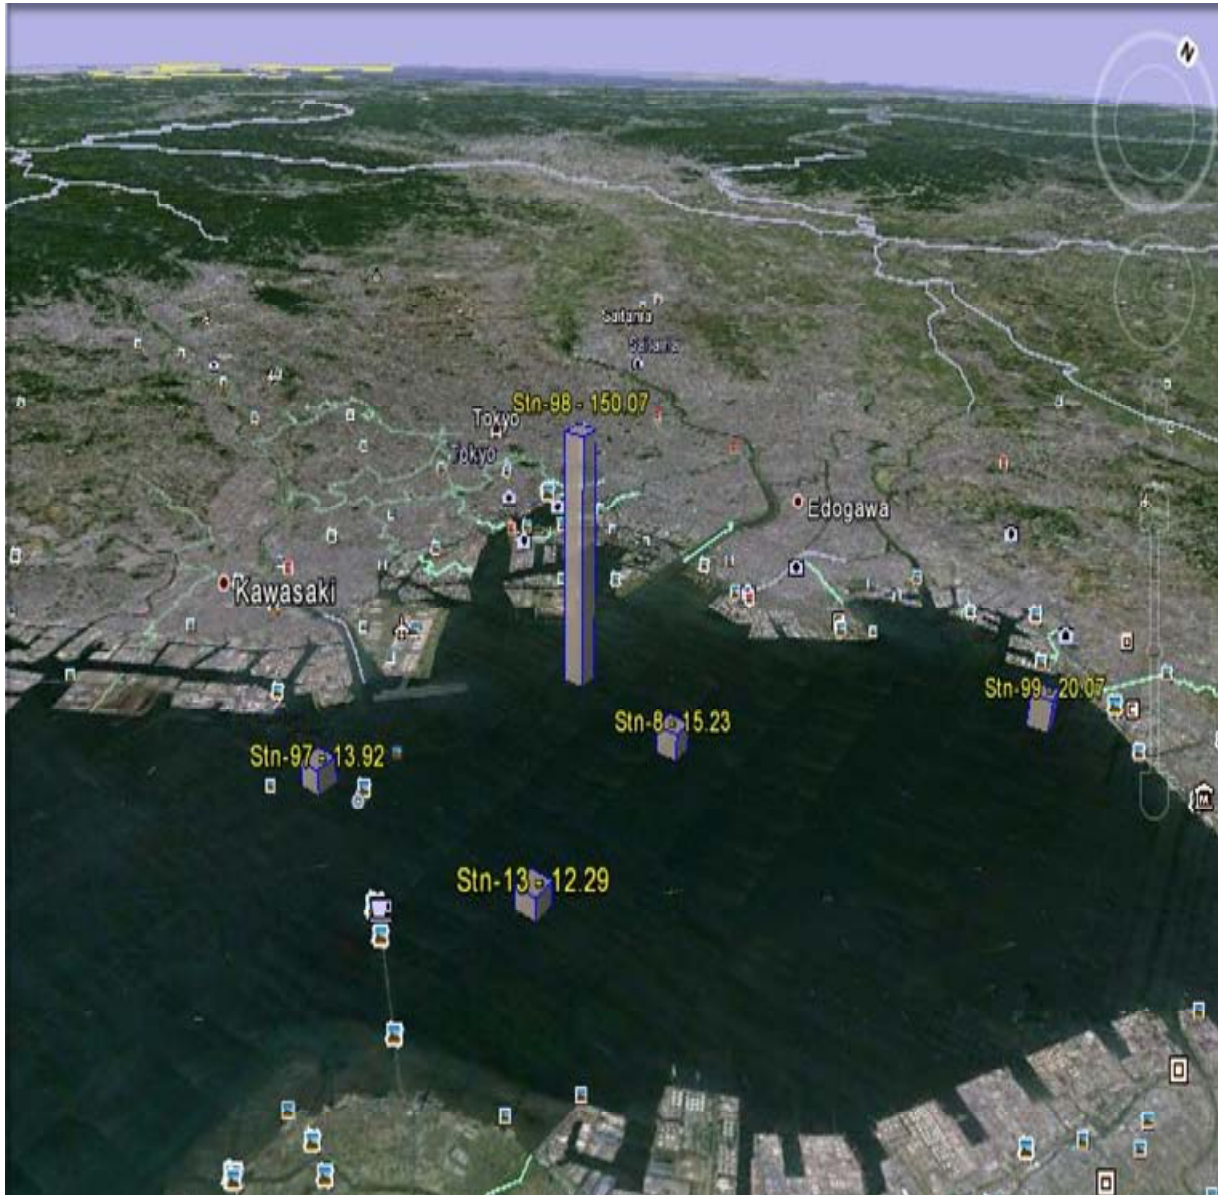 N
Saitama
Saitama
Stn-98 - 150.07
Tokyo
Tokyo
Edogawa
Kawasaki
Stn-99 - 20.07
Stn-8 - 15.23
Stn-97 - 13.92
Stn-13 - 12.29